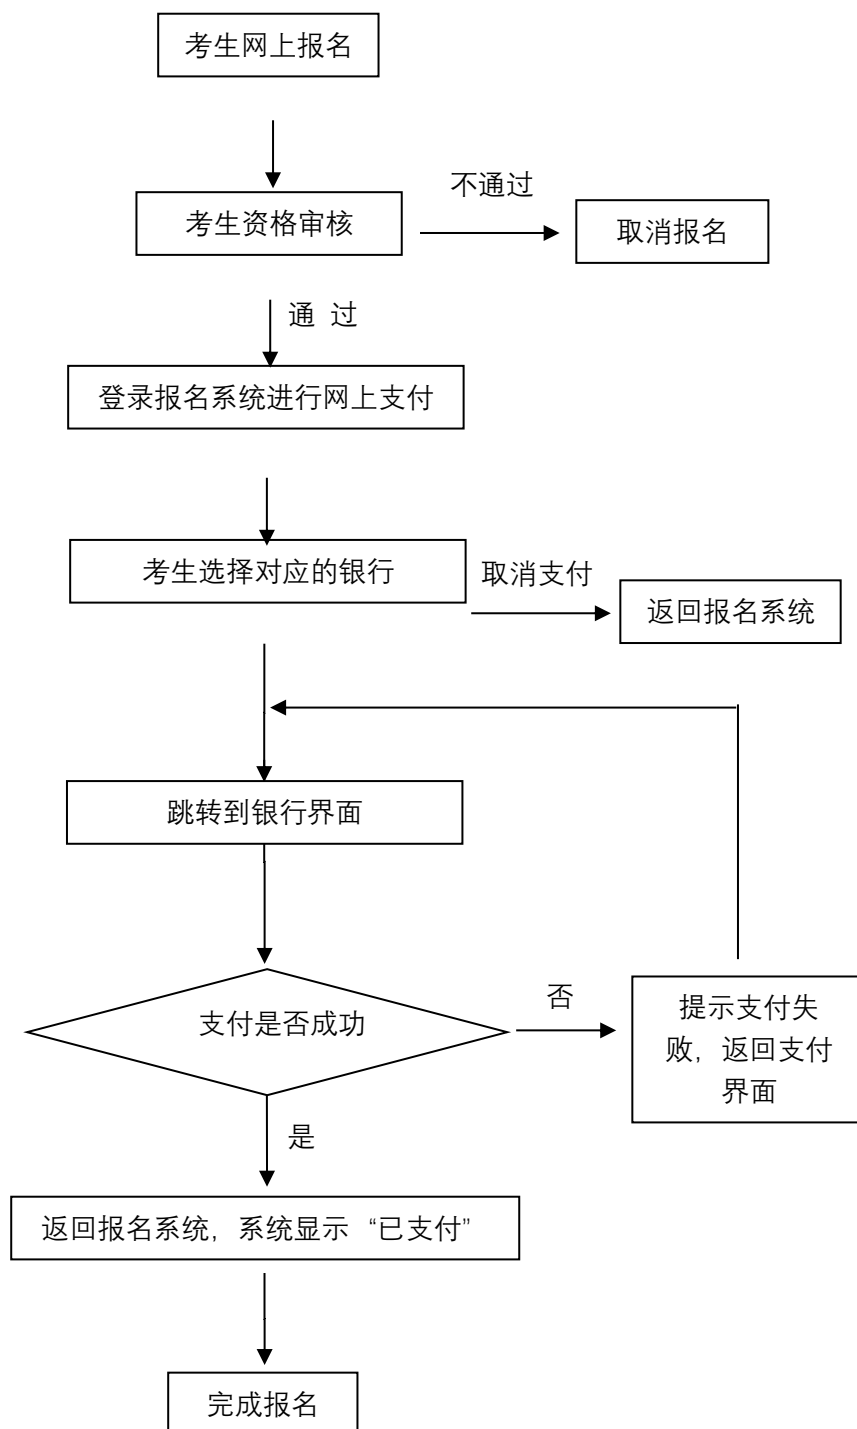 考生网上报名
不通过
考生资格审核
取消报名
通 过
登录报名系统进行网上支付
考生选择对应的银行
取消支付
返回报名系统
跳转到银行界面
支付是否成功
否
提示支付失
败，返回支付
界面
是
返回报名系统，系统显示“已支付”
完成报名